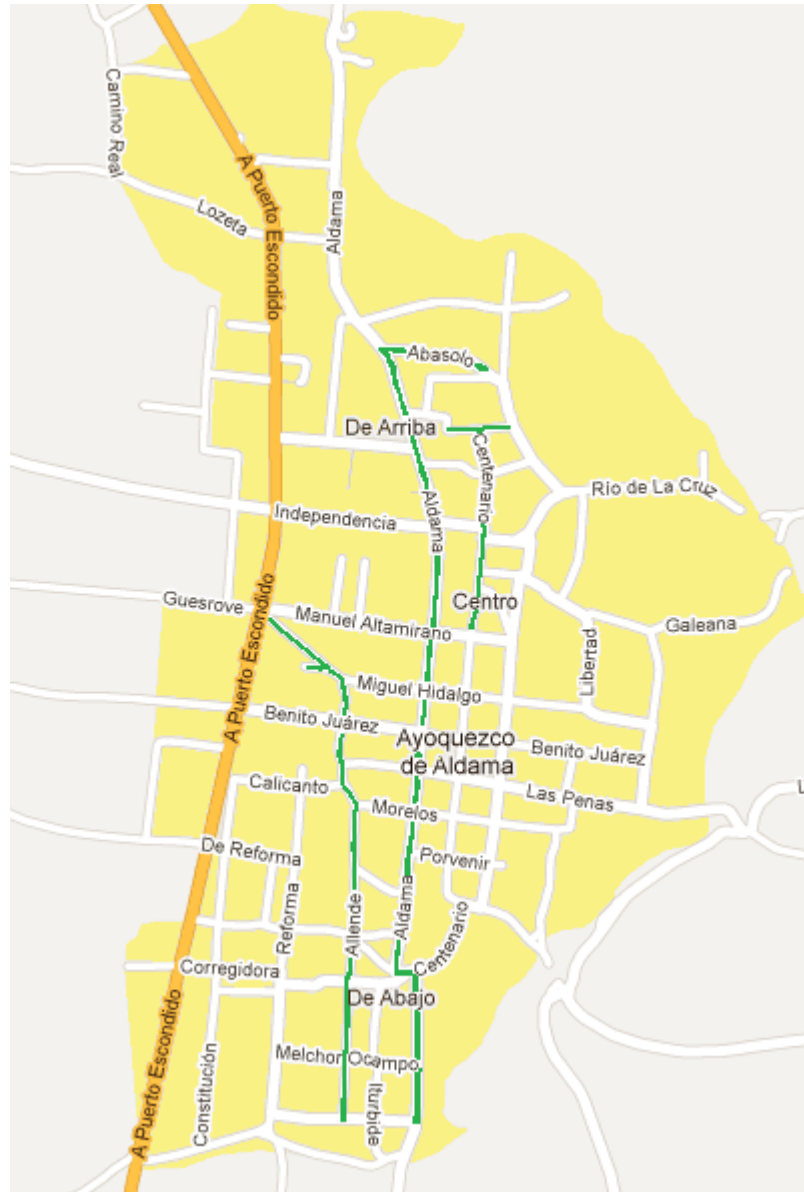 Camino Real
A Puerto Escondido
Lozeta
Aldama
Abasolo
De Arriba
Centenario
Aldama
Río de La Cruz
Independencia
Guesrove
Manuel Altamirano
Centro
Galeana
Libertad
A Puerto Escondido
Miguel Hidalgo
Benito Juárez
Ayoquezco
de Aldama
Benito Juárez
Calicanto
Morelos
Las Penas
L
De Reforma
Porvenir
Reforma
Allende
Aldama
Centenario
Corregidora
De Abajo
A Puerto Escondido
Constitución
Melchor Ocampo
Iturbide